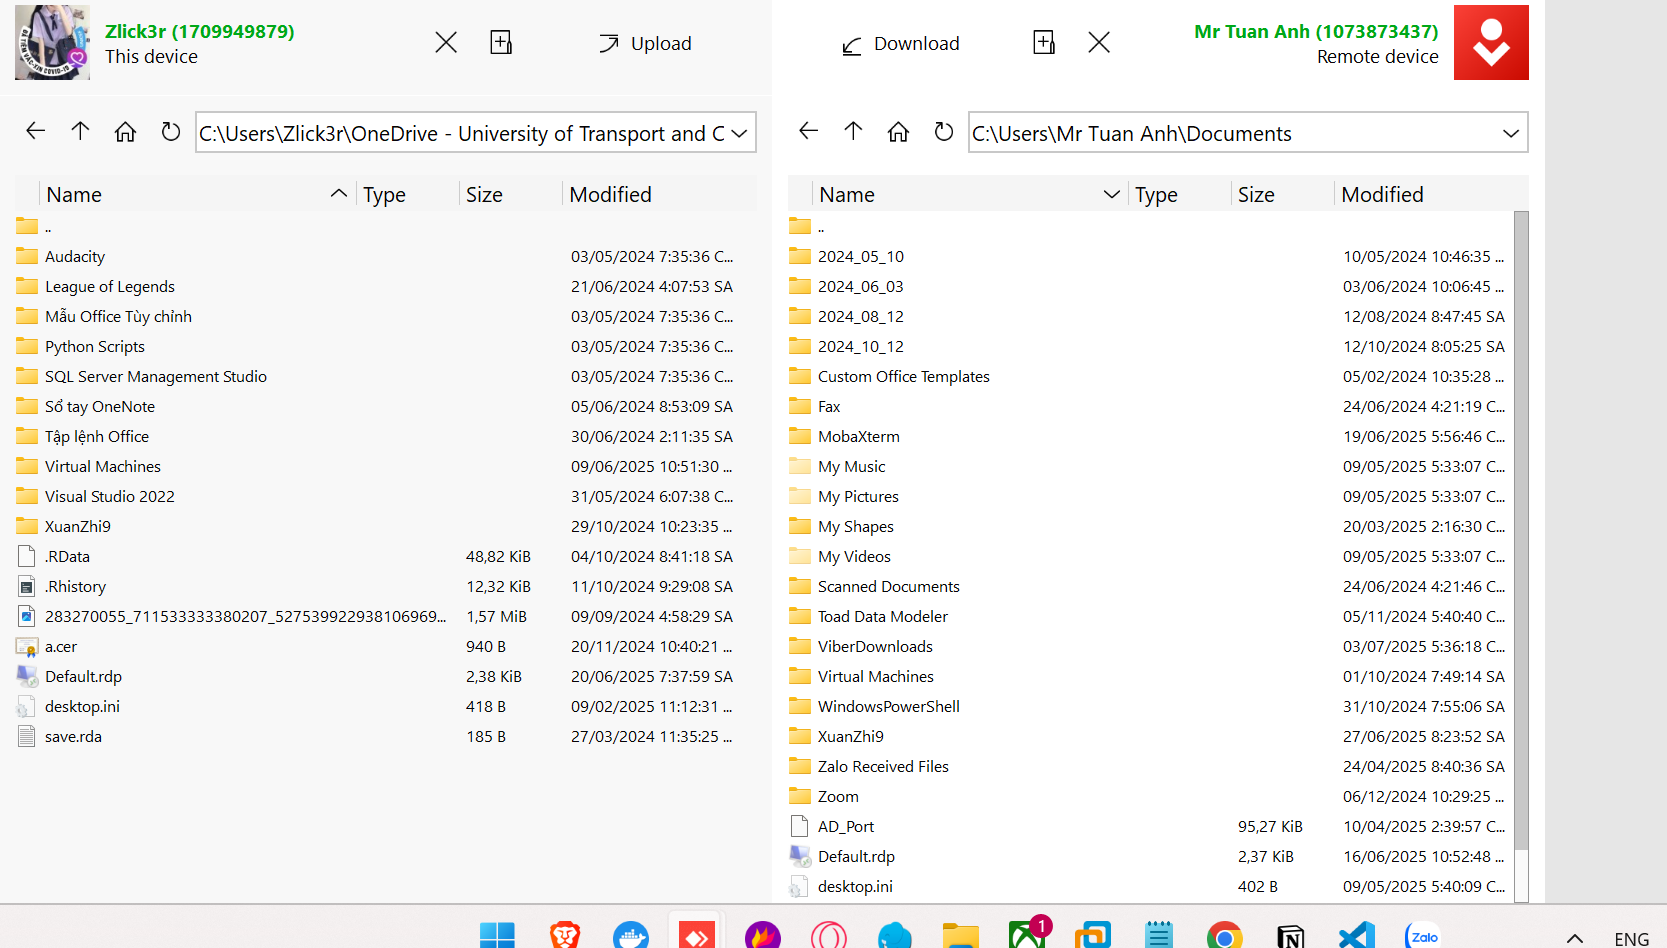 Zlick3r (1709949879)
This device
Upload
Download
Mr Tuan Anh (1073873437)
Remote device
C:\Users\Zlick3r\OneDrive - University of Transport and C
C:\Users\Mr Tuan Anh\Documents
Name Type Size Modified
..
Audacity 03/05/2024 7:35:36 C...
League of Legends 21/06/2024 4:07:53 SA
Mẫu Office Tùy chỉnh 03/05/2024 7:35:36 C...
Python Scripts 03/05/2024 7:35:36 C...
SQL Server Management Studio 03/05/2024 7:35:36 C...
Sổ tay OneNote 05/06/2024 8:53:09 SA
Tập lệnh Office 30/06/2024 2:11:35 SA
Virtual Machines 09/06/2025 10:51:30 ...
Visual Studio 2022 31/05/2024 6:07:38 C...
XuanZhi9 29/10/2024 10:23:35 ...
.RData 48,82 KiB 04/10/2024 8:41:18 SA
.Rhistory 12,32 KiB 11/10/2024 9:29:08 SA
283270055_711533333380207_527539922938106969... 1,57 MiB 09/09/2024 4:58:29 SA
a.cer 940 B 20/11/2024 10:40:21 ...
Default.rdp 2,38 KiB 20/06/2025 7:37:59 SA
desktop.ini 418 B 09/02/2025 11:12:31 ...
save.rda 185 B 27/03/2024 11:35:25 ...
Name Type Size Modified
..
2024_05_10 10/05/2024 10:46:35 ...
2024_06_03 03/06/2024 10:06:45 ...
2024_08_12 12/08/2024 8:47:45 SA
2024_10_12 12/10/2024 8:05:25 SA
Custom Office Templates 05/02/2024 10:35:28 ...
Fax 24/06/2024 4:21:19 C...
MobaXterm 19/06/2025 5:56:46 C...
My Music 09/05/2025 5:33:07 C...
My Pictures 09/05/2025 5:33:07 C...
My Shapes 20/03/2025 2:16:30 C...
My Videos 09/05/2025 5:33:07 C...
Scanned Documents 24/06/2024 4:21:46 C...
Toad Data Modeler 05/11/2024 5:40:40 C...
ViberDownloads 03/07/2025 5:36:18 C...
Virtual Machines 01/10/2024 7:49:14 SA
WindowsPowerShell 31/10/2024 7:55:06 SA
XuanZhi9 27/06/2025 8:23:52 SA
Zalo Received Files 24/04/2025 8:40:36 SA
Zoom 06/12/2024 10:29:25 ...
AD_Port 95,27 KiB 10/04/2025 2:39:57 C...
Default.rdp 2,37 KiB 16/06/2025 10:52:48 ...
desktop.ini 402 B 09/05/2025 5:40:09 C...
1
Zalo
ENG